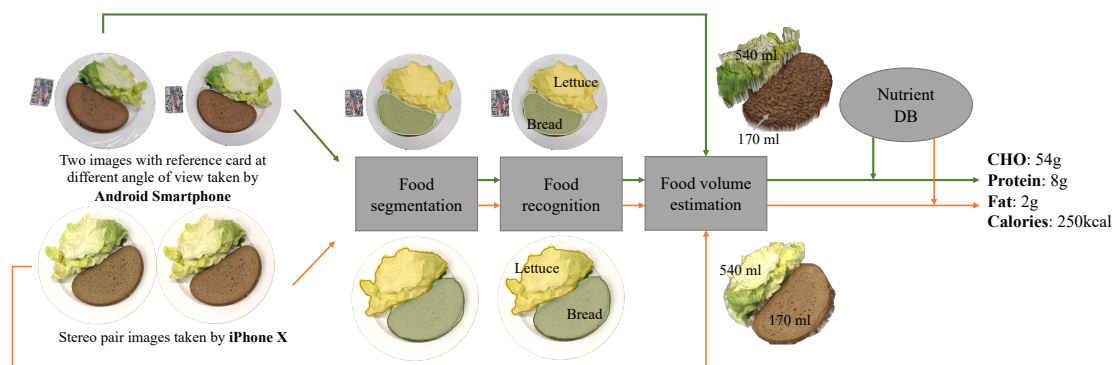 Two images with reference card at
different angle of view taken by
Android Smartphone
Stereo pair images taken by iPhone X
Lettuce
Bread
Food
segmentation
Food
recognition
Food volume
estimation
Lettuce
Bread
540 ml
170 ml
540 ml
170 ml
Nutrient
DB
CHO: 54g
Protein: 8g
Fat: 2g
Calories: 250kcal